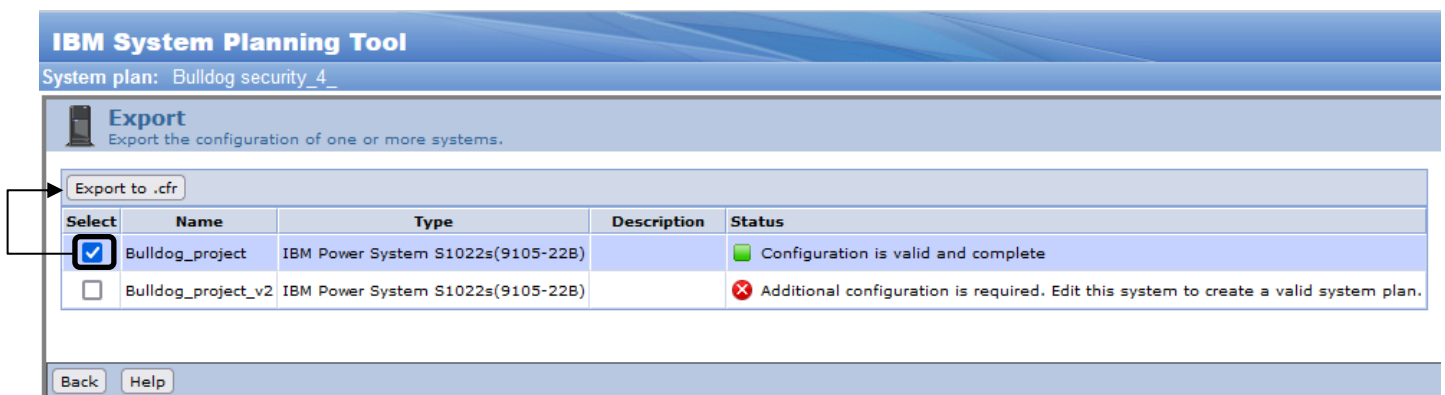 IBM System Planning Tool
System plan: Bulldog security_4_
Export
Export the configuration of one or more systems.
Export to .cfr
Select Name Type Description Status
Bulldog_project IBM Power System S1022s(9105-22B) Configuration is valid and complete
Bulldog_project_v2 IBM Power System S1022s(9105-22B) Additional configuration is required. Edit this system to create a valid system plan.
Back Help